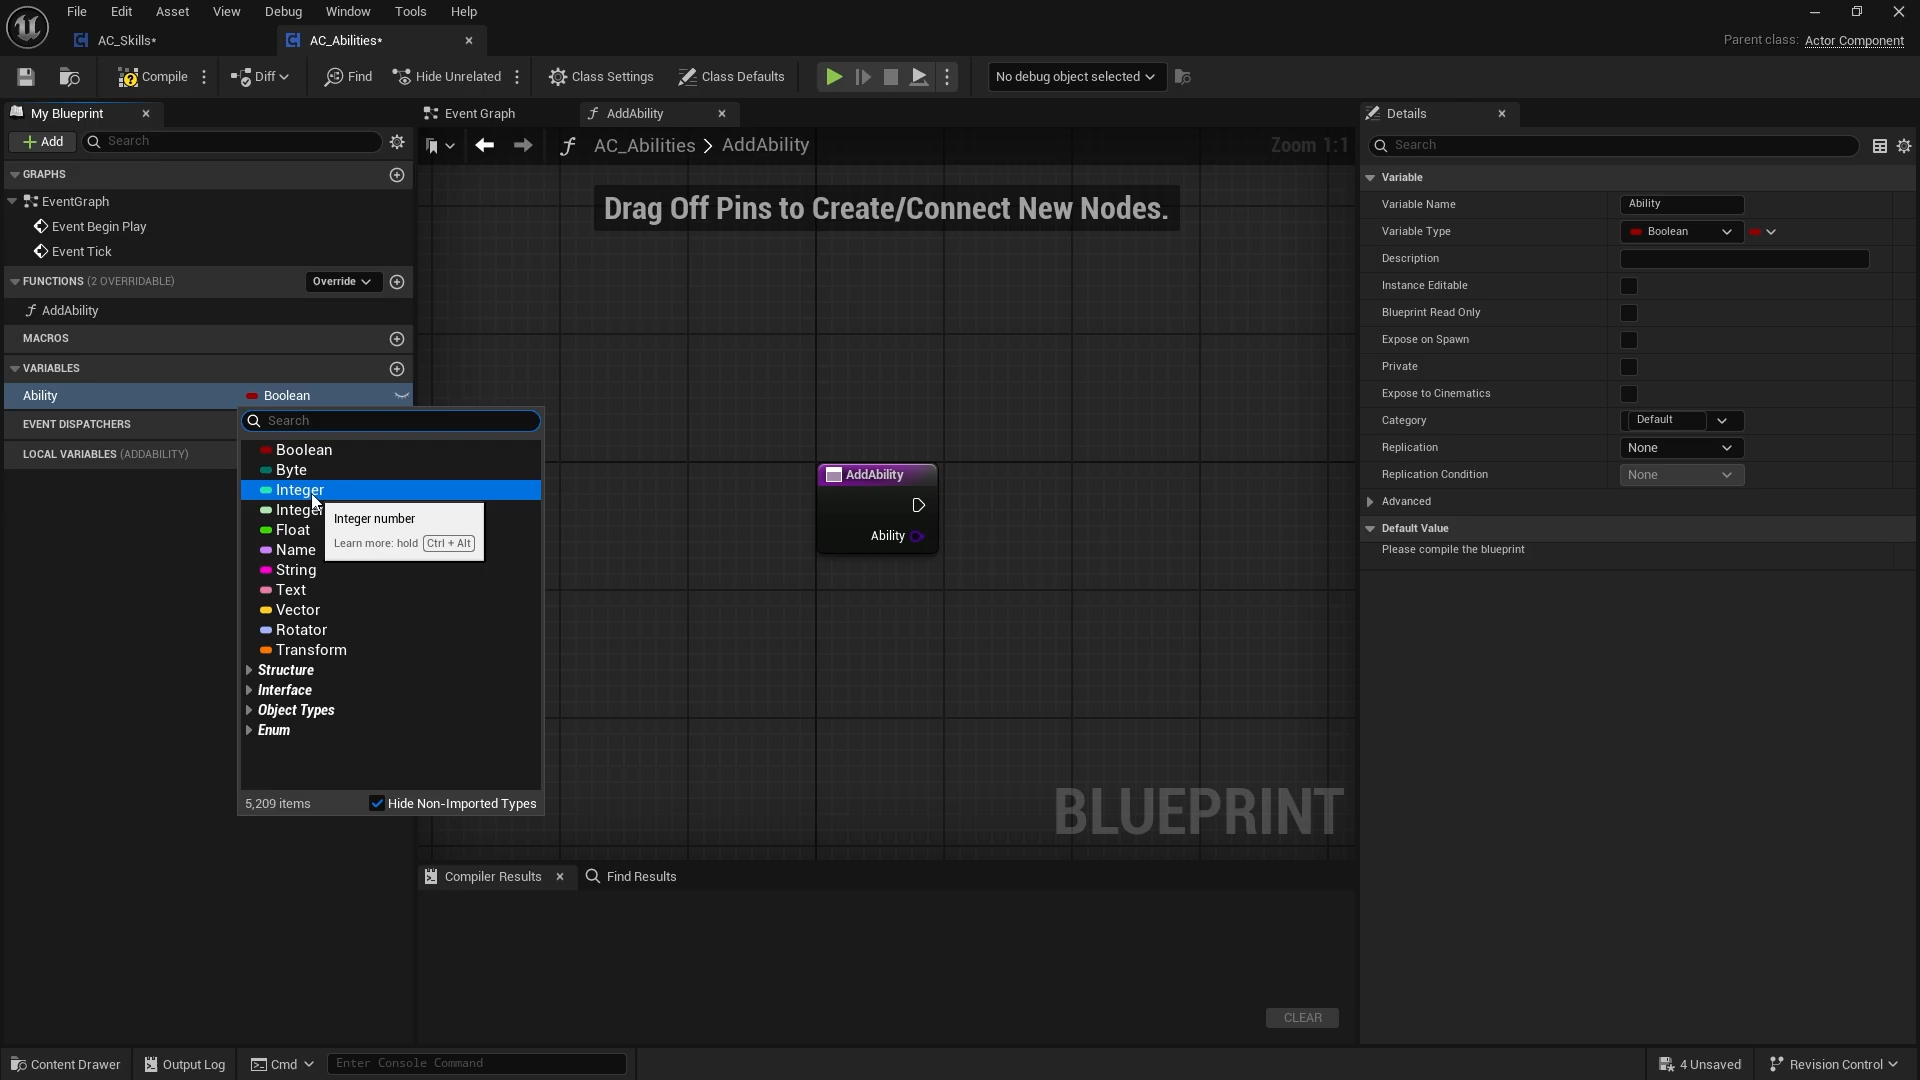 File Edit Asset View Debug Window Tools Help
AC_Skills* AC_Abilities* Parent class: Actor Component
Compile Diff Find Hide Unrelated Class Settings Class Defaults No debug object selected
My Blueprint Event Graph AddAbility Details
Add Search AC_Abilities > AddAbility Zoom 1:1 Search
GRAPHS
EventGraph
Event Begin Play
Event Tick
FUNCTIONS (2 OVERRIDABLE) Override
AddAbility
MACROS
VARIABLES
Ability Boolean
EVENT DISPATCHERS
LOCAL VARIABLES (ADDABILITY)
Search
Boolean
Byte
Integer
Integer
Float
Name
String
Text
Vector
Rotator
Transform
Structure
Interface
Object Types
Enum
5,209 items Hide Non-Imported Types
Integer number
Learn more: hold Ctrl + Alt
Drag Off Pins to Create/Connect New Nodes.
AddAbility
Ability
BLUEPRINT
Compiler Results Find Results
CLEAR
Variable
Variable Name Ability
Variable Type Boolean
Description
Instance Editable
Blueprint Read Only
Expose on Spawn
Private
Expose to Cinematics
Category Default
Replication None
Replication Condition None
Advanced
Default Value
Please compile the blueprint
Content Drawer Output Log Cmd Enter Console Command 4 Unsaved Revision Control